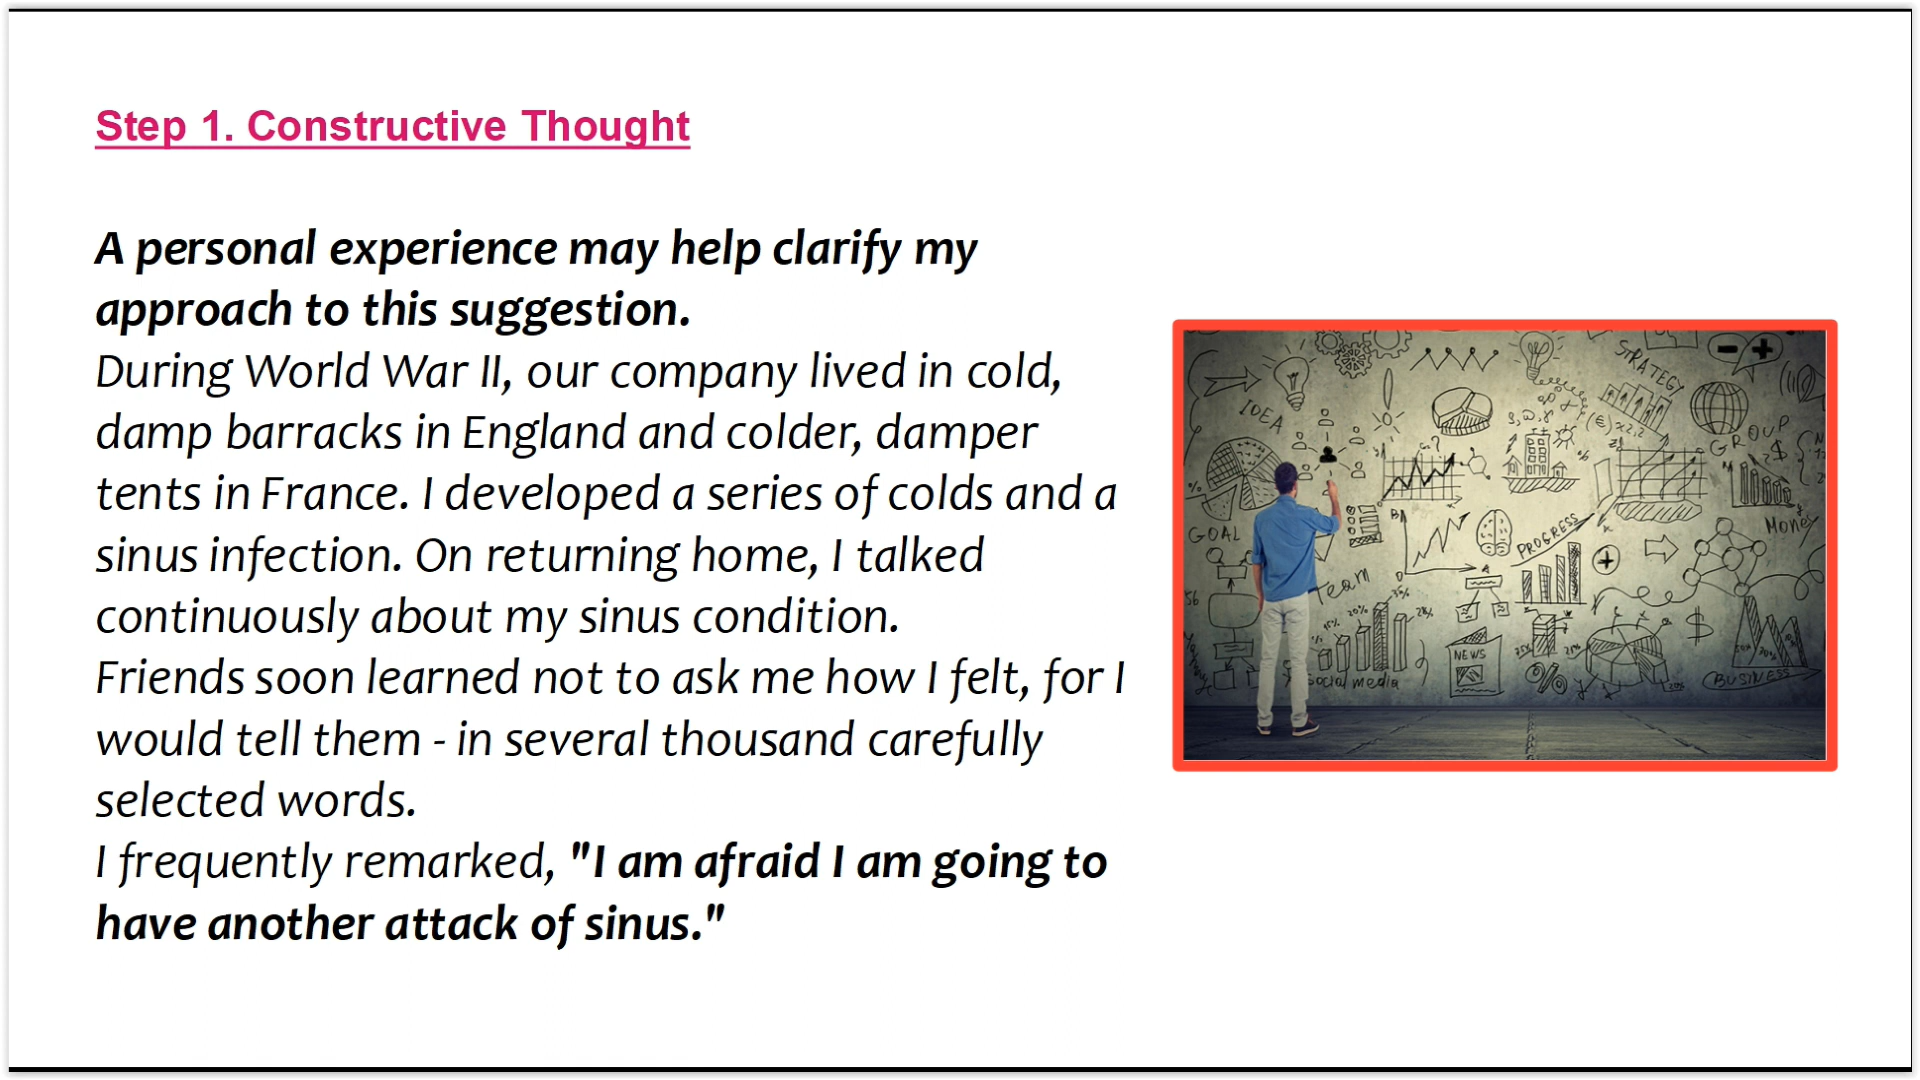 Step 1. Constructive Thought
A personal experience may help clarify my
approach to this suggestion.
During World War II, our company lived in cold,
damp barracks in England and colder, damper
tents in France. I developed a series of colds and a
sinus infection. On returning home, I talked
continuously about my sinus condition.
Friends soon learned not to ask me how I felt, for I
would tell them - in several thousand carefully
selected words.
I frequently remarked, "I am afraid I am going to
have another attack of sinus."
STRATEGY
IDEA
GROUP
$
GOAL
PROGRESS
Money
Team
NEWS
$
Social media
BUSINESS